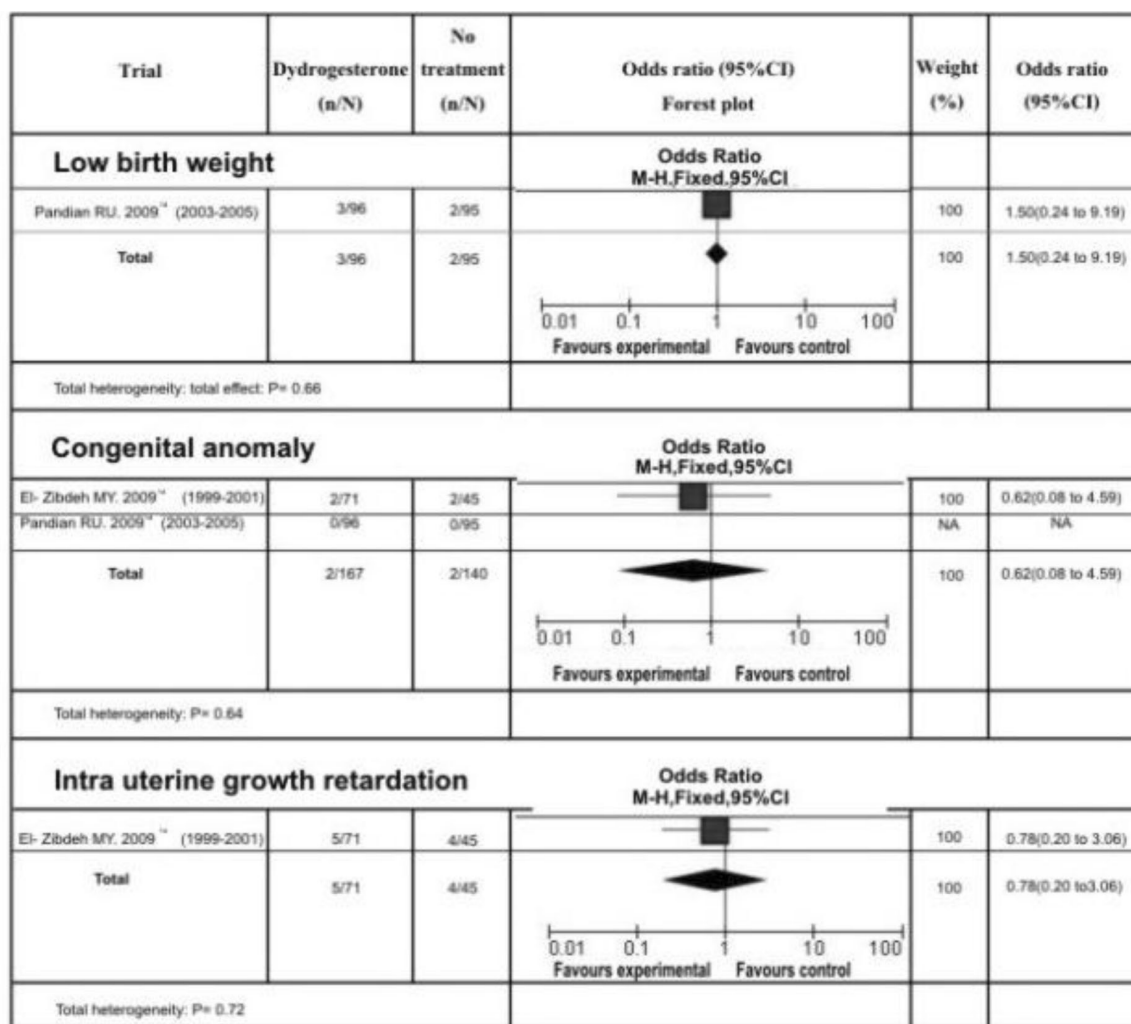 Trial
Dydrogesterone
(n/N)
No
treatment
(n/N)
Odds ratio (95%CI)
Forest plot
Weight
(%)
Odds ratio
(95%CI)
Low birth weight
Odds Ratio
M-H,Fixed,95%CI
Pandian RU. 2009 (2003-2005) 3/96 2/95 100 1.50(0.24 to 9.19)
Total 3/96 2/95 100 1.50(0.24 to 9.19)
0.01 0.1 1 10 100
Favours experimental Favours control
Total heterogeneity: total effect: P= 0.66
Congenital anomaly
Odds Ratio
M-H,Fixed,95%CI
El- Zibdeh MY. 2009 (1999-2001) 2/71 2/45 100 0.62(0.08 to 4.59)
Pandian RU. 2009 (2003-2005) 0/96 0/95 NA NA
Total 2/167 2/140 100 0.62(0.08 to 4.59)
0.01 0.1 1 10 100
Favours experimental Favours control
Total heterogeneity: P= 0.64
Intra uterine growth retardation
Odds Ratio
M-H,Fixed,95%CI
El- Zibdeh MY. 2009 (1999-2001) 5/71 4/45 100 0.78(0.20 to 3.06)
Total 5/71 4/45 100 0.78(0.20 to3.06)
0.01 0.1 1 10 100
Favours experimental Favours control
Total heterogeneity: P= 0.72